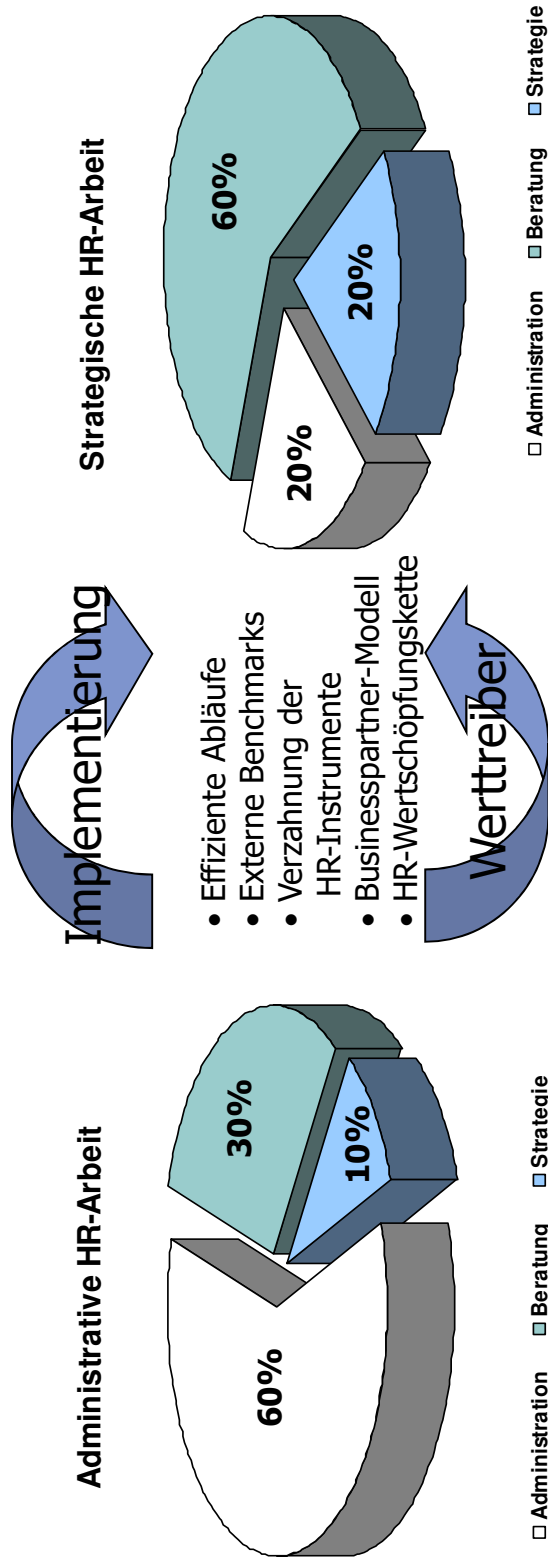 Administrative HR-Arbeit
60%
30%
10%
□ Administration
Beratung
Strategie
Implementierung
• Effiziente Abläufe
• Externe Benchmarks
• Verzahnung der
HR-Instrumente
• Businesspartner-Modell
• HR-Wertschöpfungskette
Werttreiber
Strategische HR-Arbeit
60%
20%
20%
□ Administration
Beratung
Strategie